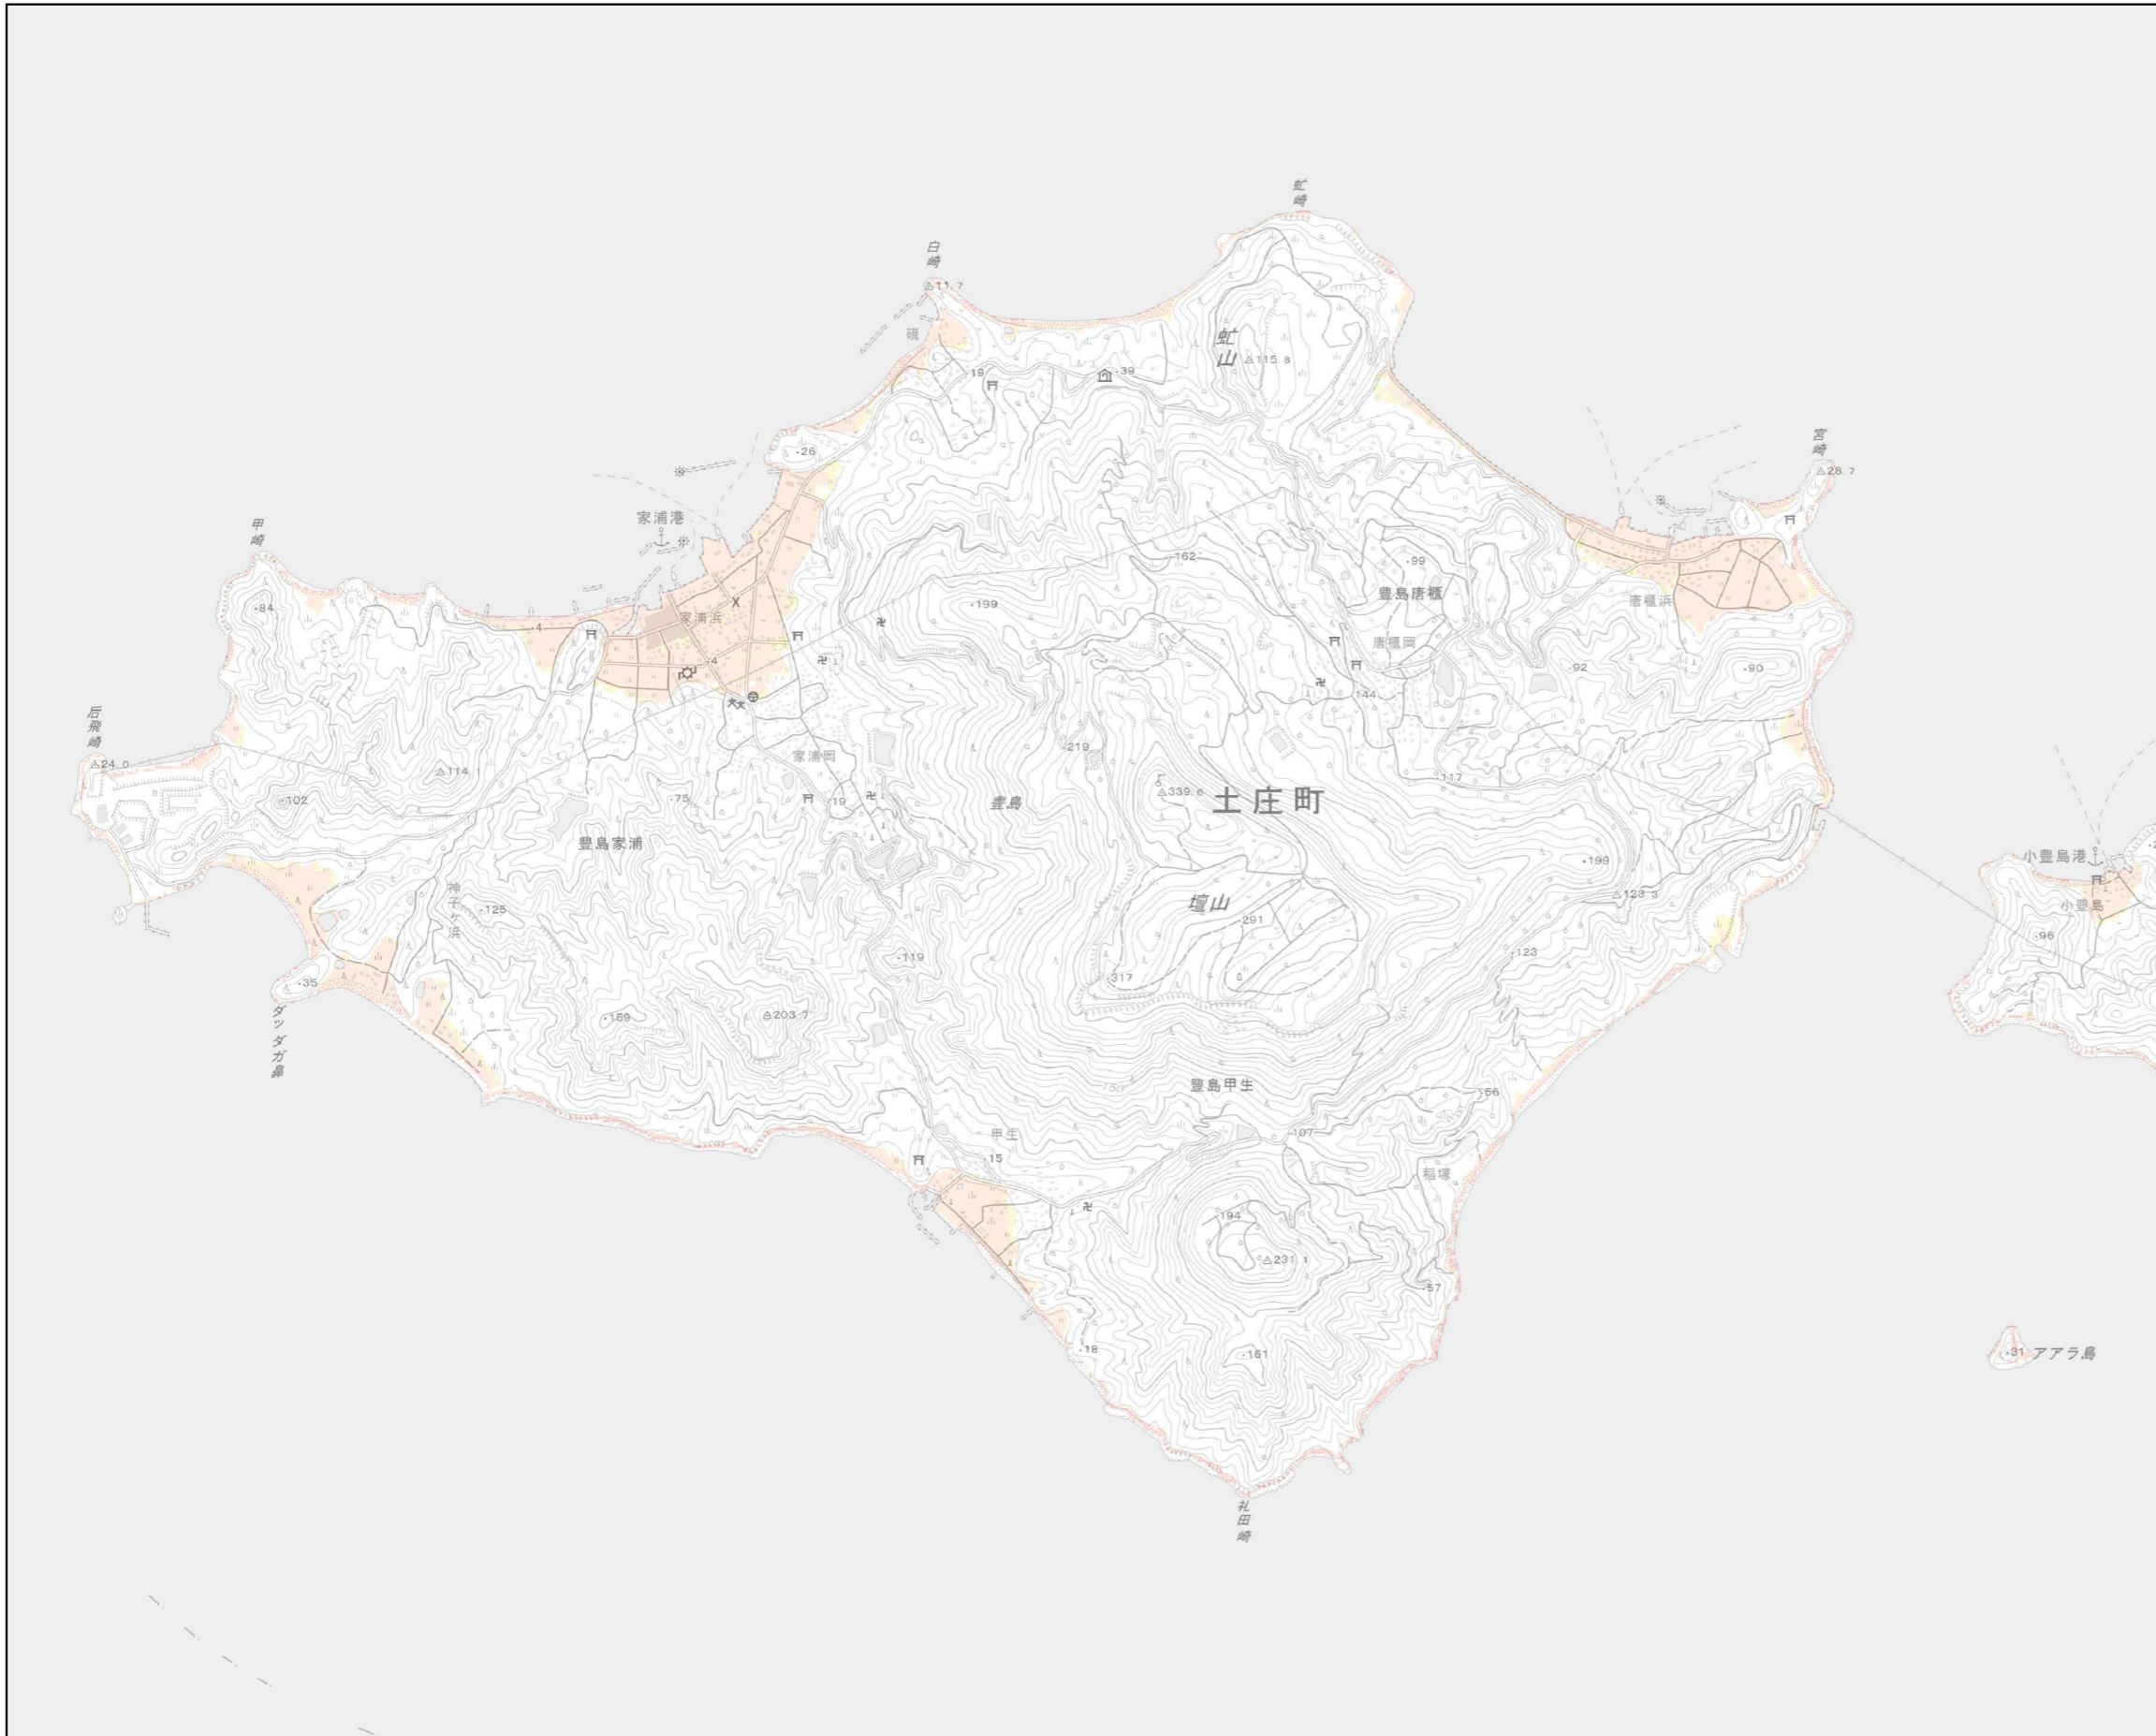 虻崎
白崎
△11.7
硯
虻山
△115.8
・19
・39
宮崎
△28.7
・26
家浦港
甲崎
・162
・99
豊島唐櫃
・84
・199
唐櫃浜
家浦浜
・4
唐櫃岡
・4
・92
・90
・144
后飛崎
△24.0
・219
家浦岡
△114.1
・117
・102
・75
・19
豊島
△339.6
土庄町
豊島家浦
小豊島港
・199
△123.3
神子ケ浜
・125
壇山
・291
小豊島
・96
・123
・119
・317
・35
ダツダガ鼻
・159
△203.7
150
豊島甲生
・56
甲生
・107
・15
稲塚
・194
△231.1
・57
・18
・161
・31
アアラ島
礼田崎